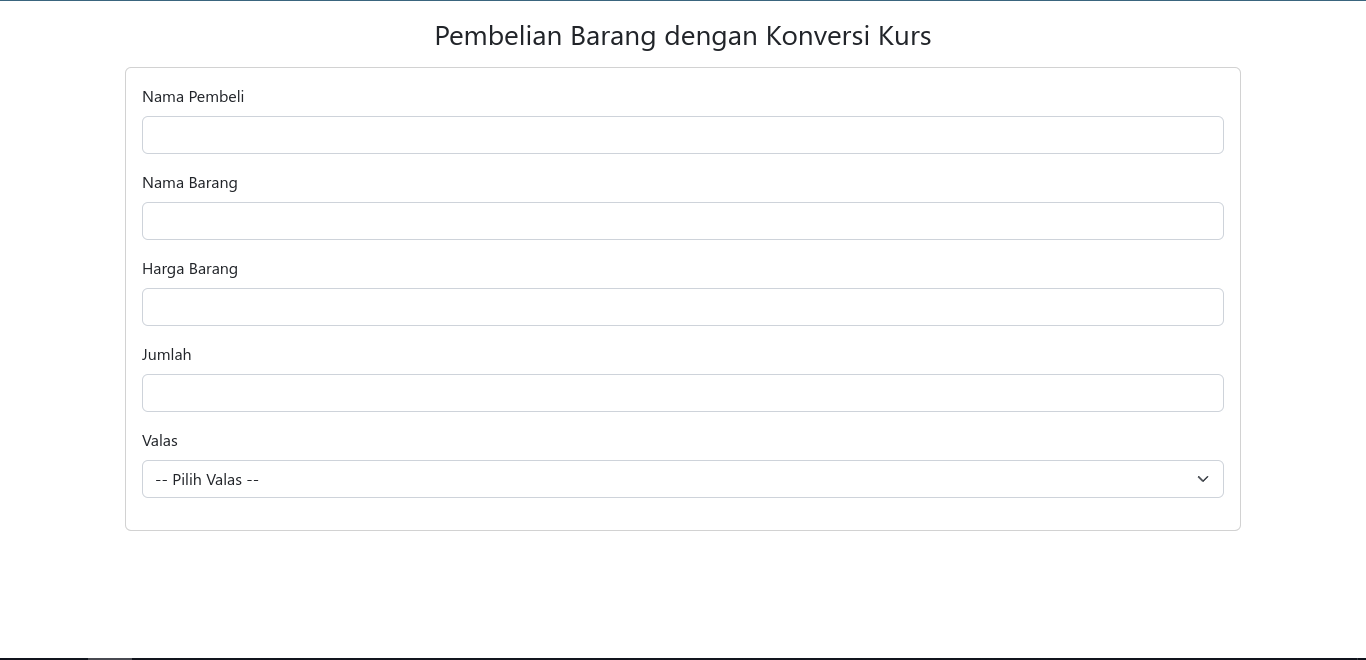 Pembelian Barang dengan Konversi Kurs
Nama Pembeli
Nama Barang
Harga Barang
Jumlah
Valas
-- Pilih Valas --